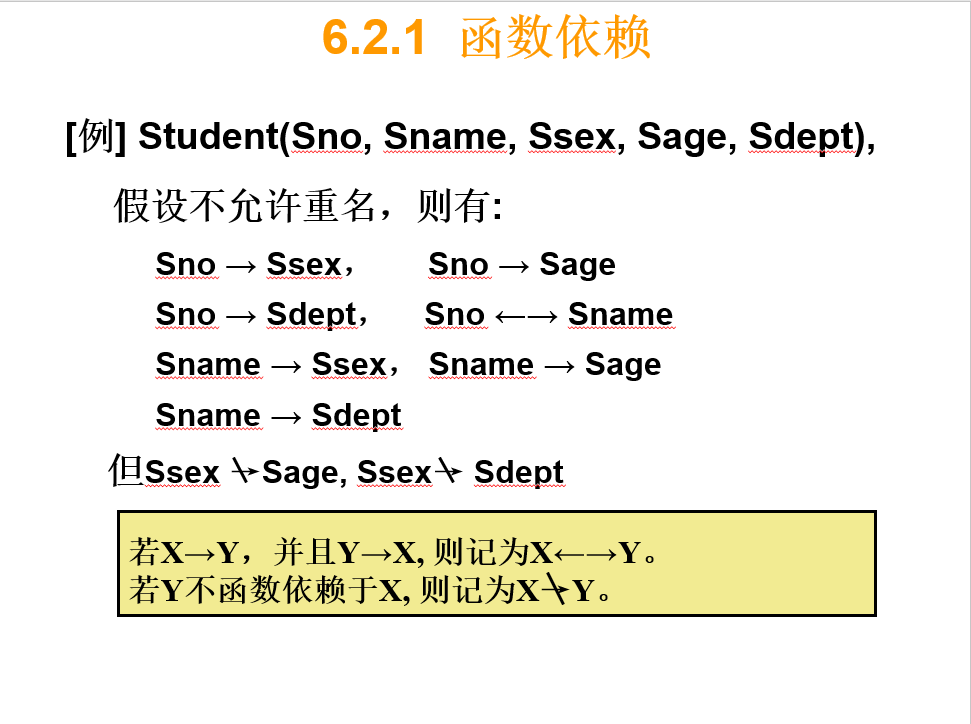 6.2.1 函数依赖
[例] Student(Sno, Sname, Ssex, Sage, Sdept),
假设不允许重名，则有:
Sno → Ssex， Sno → Sage
Sno → Sdept， Sno ←→ Sname
Sname → Ssex， Sname → Sage
Sname → Sdept
但Ssex ↛ Sage, Ssex ↛ Sdept
若X→Y，并且Y→X, 则记为X←→Y。
若Y不函数依赖于X, 则记为X↛Y。